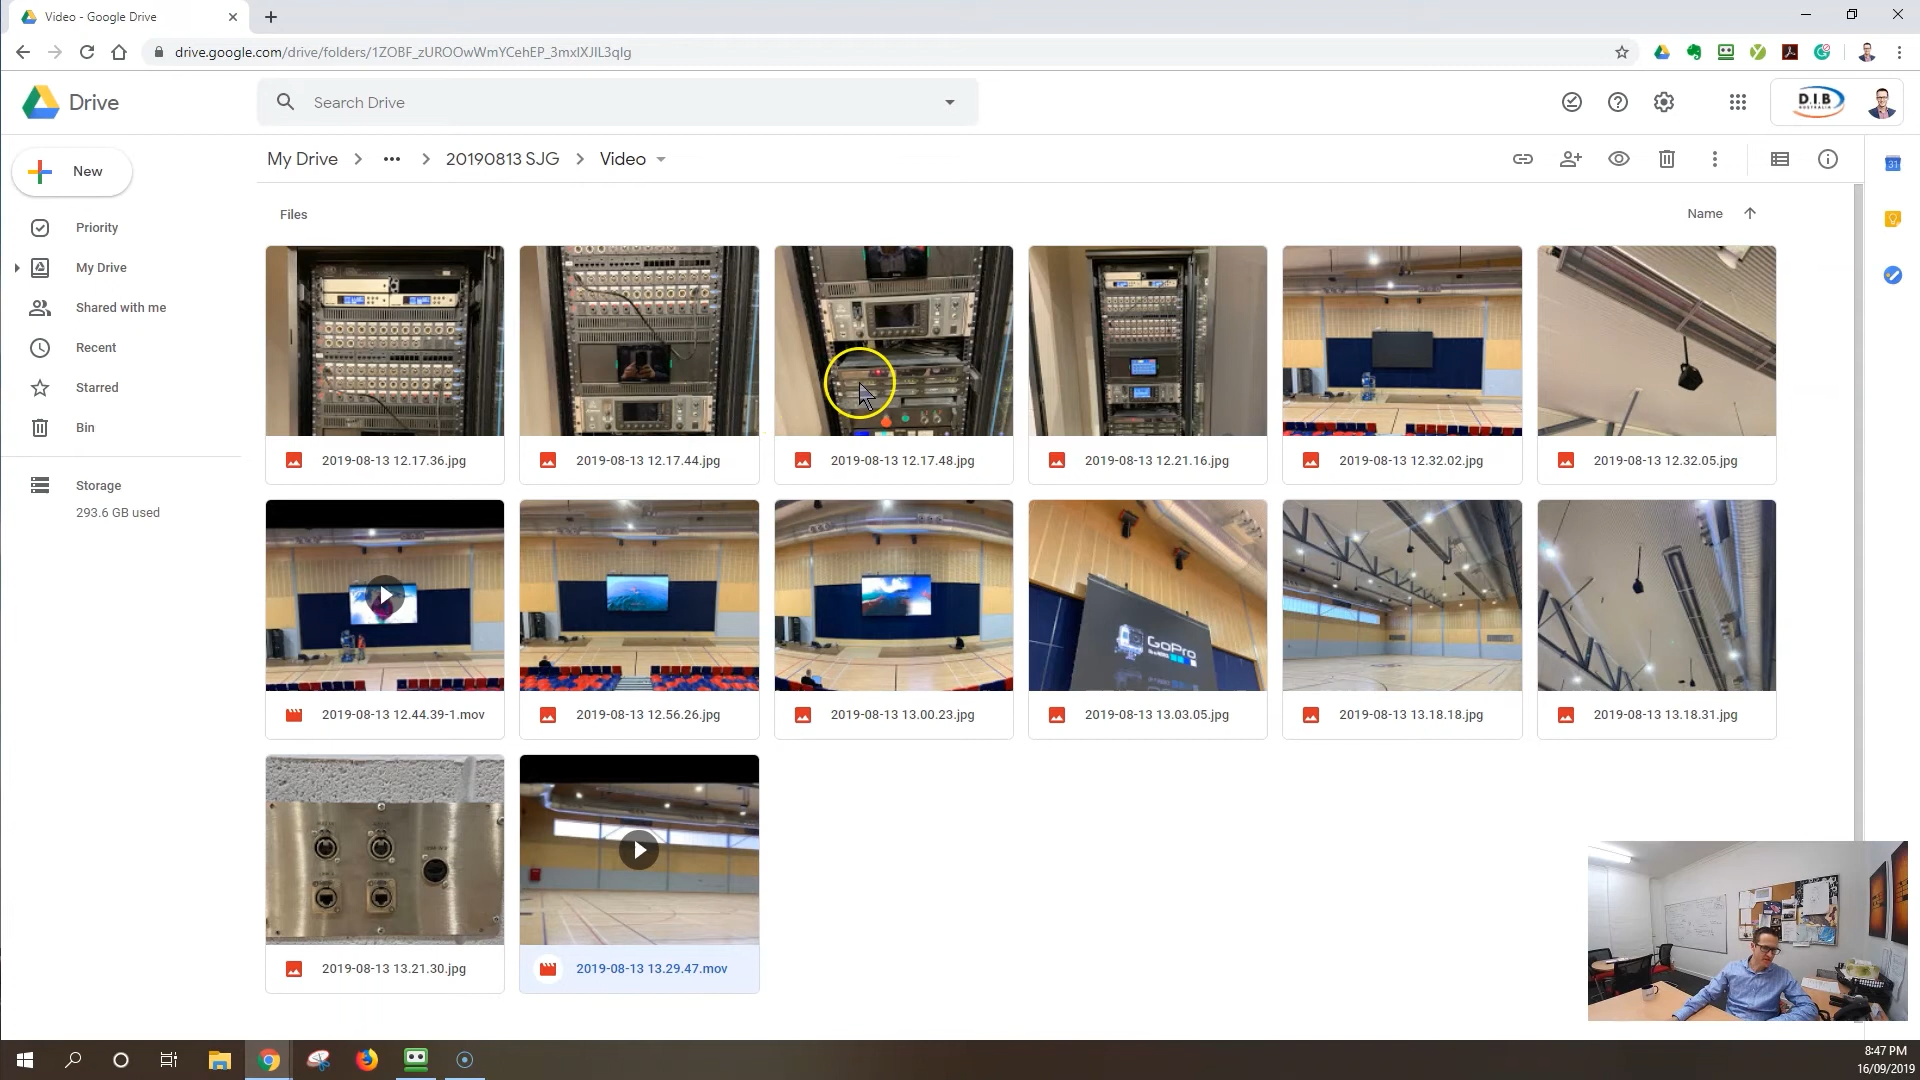 Video - Google Drive
drive.google.com/drive/folders/1ZOBF_zUROOwWmYCehEP_3mxlXJIL3qlg
Drive
Search Drive
D.I.B
AUSTRALIA
New
My Drive
20190813 SJG
Video
31
Files
Name
Priority
My Drive
Shared with me
Recent
Starred
Bin
Storage
293.6 GB used
2019-08-13 12.17.36.jpg
2019-08-13 12.17.44.jpg
2019-08-13 12.17.48.jpg
2019-08-13 12.21.16.jpg
2019-08-13 12.32.02.jpg
2019-08-13 12.32.05.jpg
GoPro
2019-08-13 12.44.39-1.mov
2019-08-13 12.56.26.jpg
2019-08-13 13.00.23.jpg
2019-08-13 13.03.05.jpg
2019-08-13 13.18.18.jpg
2019-08-13 13.18.31.jpg
2019-08-13 13.21.30.jpg
2019-08-13 13.29.47.mov
8:47 PM
16/09/2019